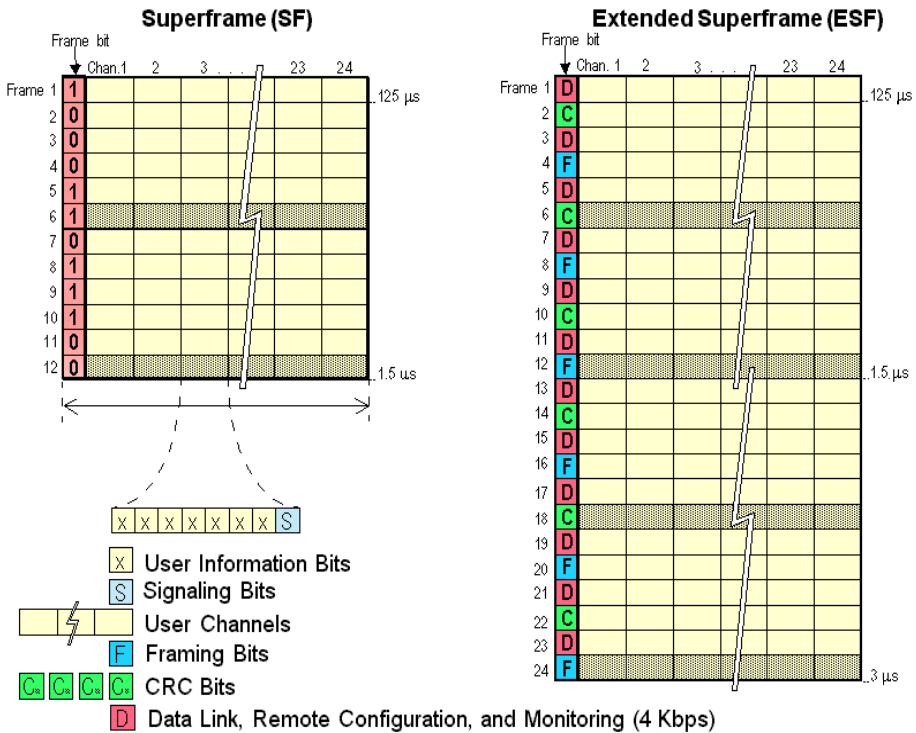 Superframe (SF)
Frame bit
Chan.1 2 3 . . . 23 24
Frame 1 1
125 µs
2 0
3 0
4 0
5 1
6 1
7 0
8 1
9 1
10 1
11 0
12 0
1.5 µs
x x x x x x x S
x User Information Bits
S Signaling Bits
User Channels
F Framing Bits
C C C C CRC Bits
D Data Link, Remote Configuration, and Monitoring (4 Kbps)
Extended Superframe (ESF)
Frame bit
Chan. 1 2 3 . . . 23 24
Frame 1 D
125 µs
2 C
3 D
4 F
5 D
6 C
7 D
8 F
9 D
10 C
11 D
12 F
1.5 µs
13 D
14 C
15 D
16 F
17 D
18 C
19 D
20 F
21 D
22 C
23 D
24 F
3 µs